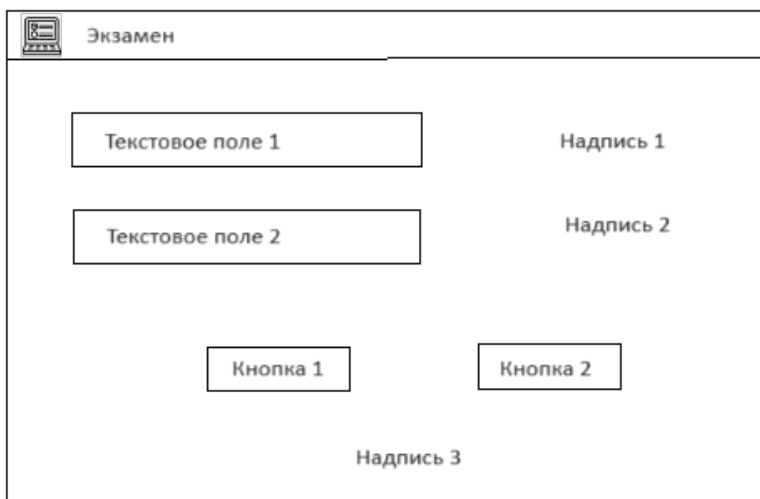 Экзамен
Текстовое поле 1
Надпись 1
Текстовое поле 2
Надпись 2
Кнопка 1
Кнопка 2
Надпись 3